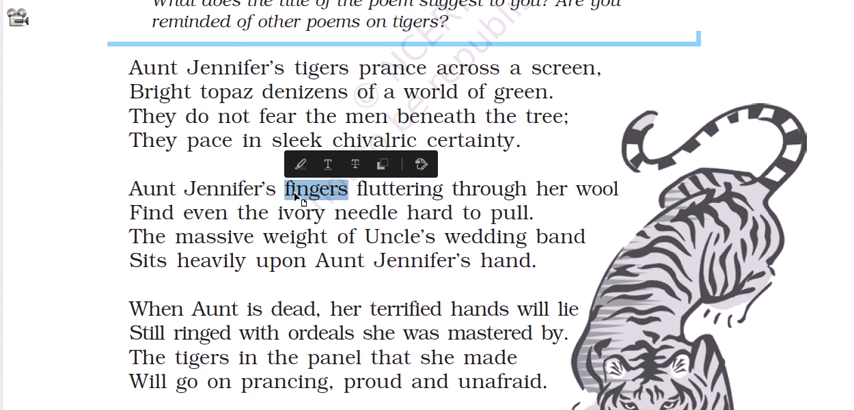 What does the title of the poem suggest to you? Are you
reminded of other poems on tigers?
Aunt Jennifer's tigers prance across a screen,
Bright topaz denizens of a world of green.
They do not fear the men beneath the tree;
They pace in sleek chivalric certainty.
Aunt Jennifer's fingers fluttering through her wool
Find even the ivory needle hard to pull.
The massive weight of Uncle's wedding band
Sits heavily upon Aunt Jennifer's hand.
When Aunt is dead, her terrified hands will lie
Still ringed with ordeals she was mastered by.
The tigers in the panel that she made
Will go on prancing, proud and unafraid.